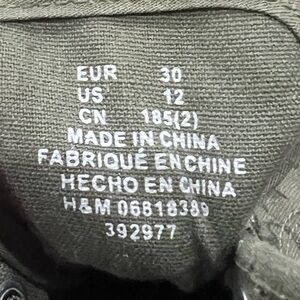 EUR 30
US 12
CN 185(2)
MADE IN CHINA
FABRIQUÉ EN CHINE
HECHO EN CHINA
H&M 06818389
392977